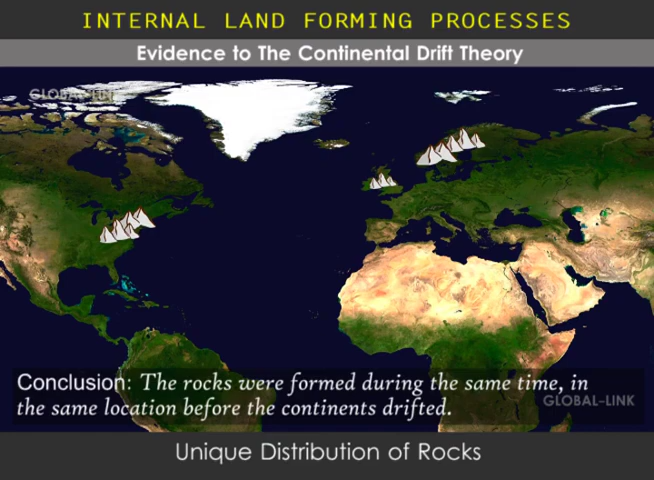 INTERNAL LAND FORMING PROCESSES
Evidence to The Continental Drift Theory
GLOBAL-LINK
Conclusion: The rocks were formed during the same time, in
the same location before the continents drifted.
GLOBAL-LINK
Unique Distribution of Rocks